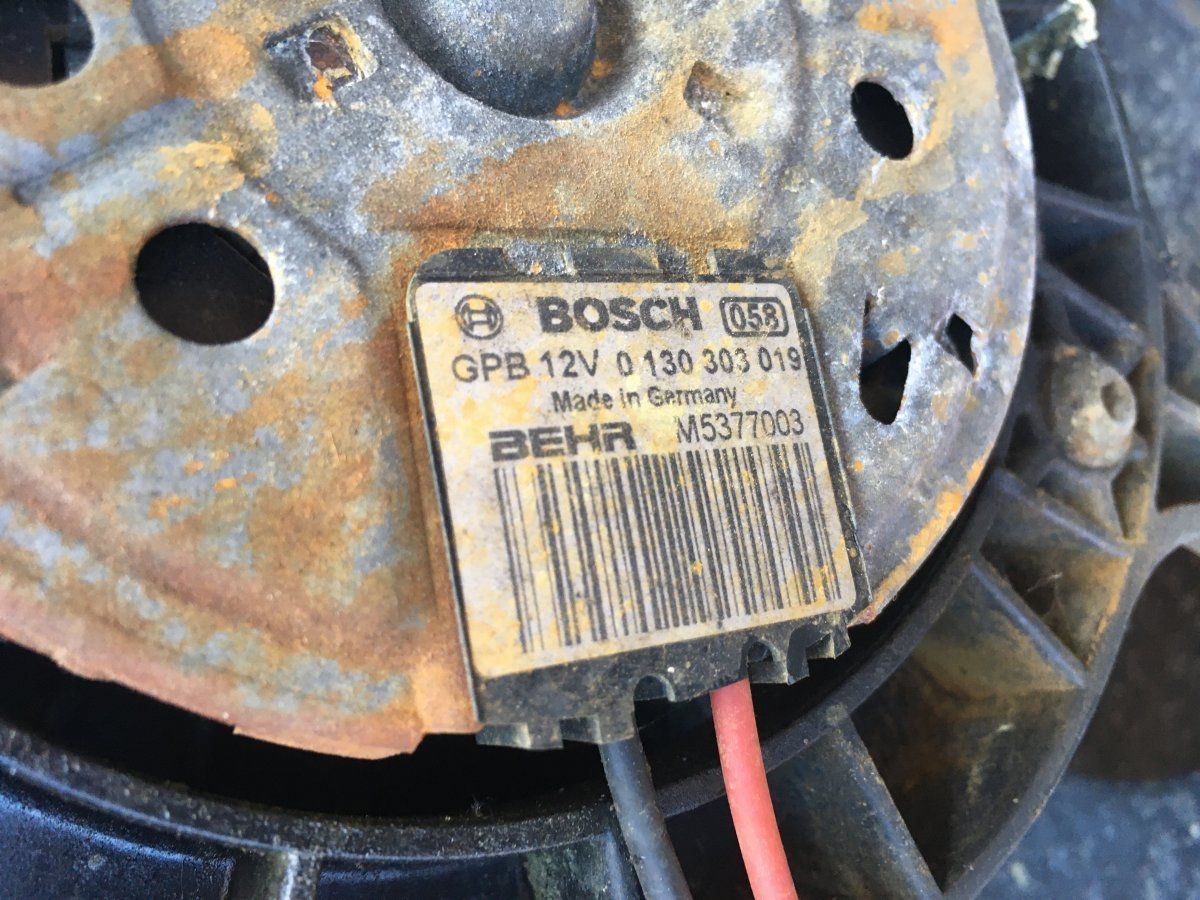 BOSCH 058
GPB 12V 0 130 303 019
Made in Germany
BEHR M5377003